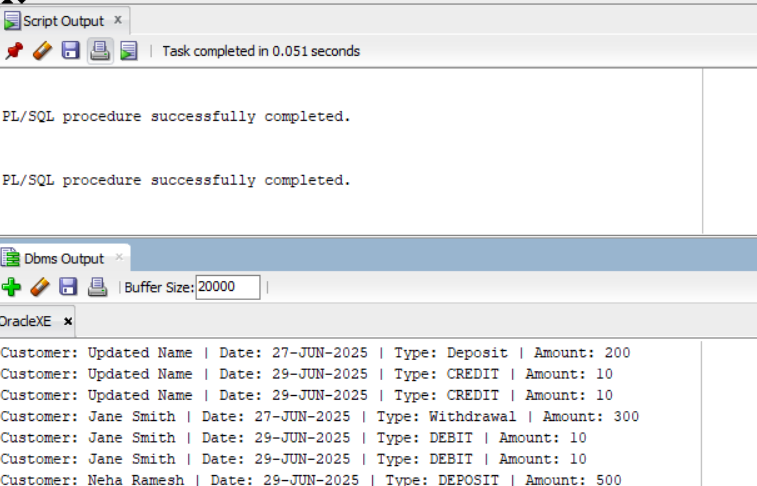 Script Output x
Task completed in 0.051 seconds
PL/SQL procedure successfully completed.
PL/SQL procedure successfully completed.
Dbms Output x
Buffer Size: 20000
OracleXE x
Customer: Updated Name | Date: 27-JUN-2025 | Type: Deposit | Amount: 200
Customer: Updated Name | Date: 29-JUN-2025 | Type: CREDIT | Amount: 10
Customer: Updated Name | Date: 29-JUN-2025 | Type: CREDIT | Amount: 10
Customer: Jane Smith | Date: 27-JUN-2025 | Type: Withdrawal | Amount: 300
Customer: Jane Smith | Date: 29-JUN-2025 | Type: DEBIT | Amount: 10
Customer: Jane Smith | Date: 29-JUN-2025 | Type: DEBIT | Amount: 10
Customer: Neha Ramesh | Date: 29-JUN-2025 | Type: DEPOSIT | Amount: 500